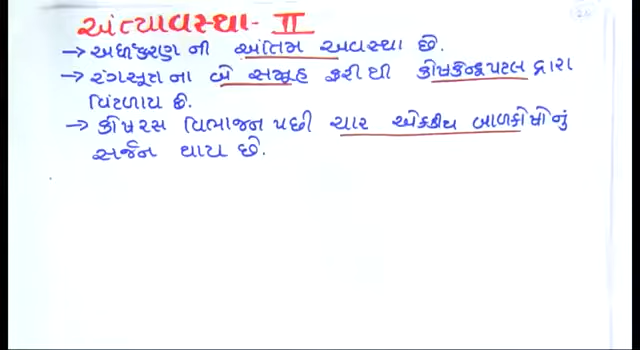 અંત્યાવસ્થા - II
→ અર્ધીકરણ ની અંતિમ અવસ્થા છે.
→ રંગસૂત્ર ના બે સમૂહ ફરી થી કોષકેન્દ્રપટલ દ્વારા
વિંટળાય છે.
→ કોષરસ વિભાજન પછી ચાર એકકીય બાળકોષોનું
સર્જન થાય છે.